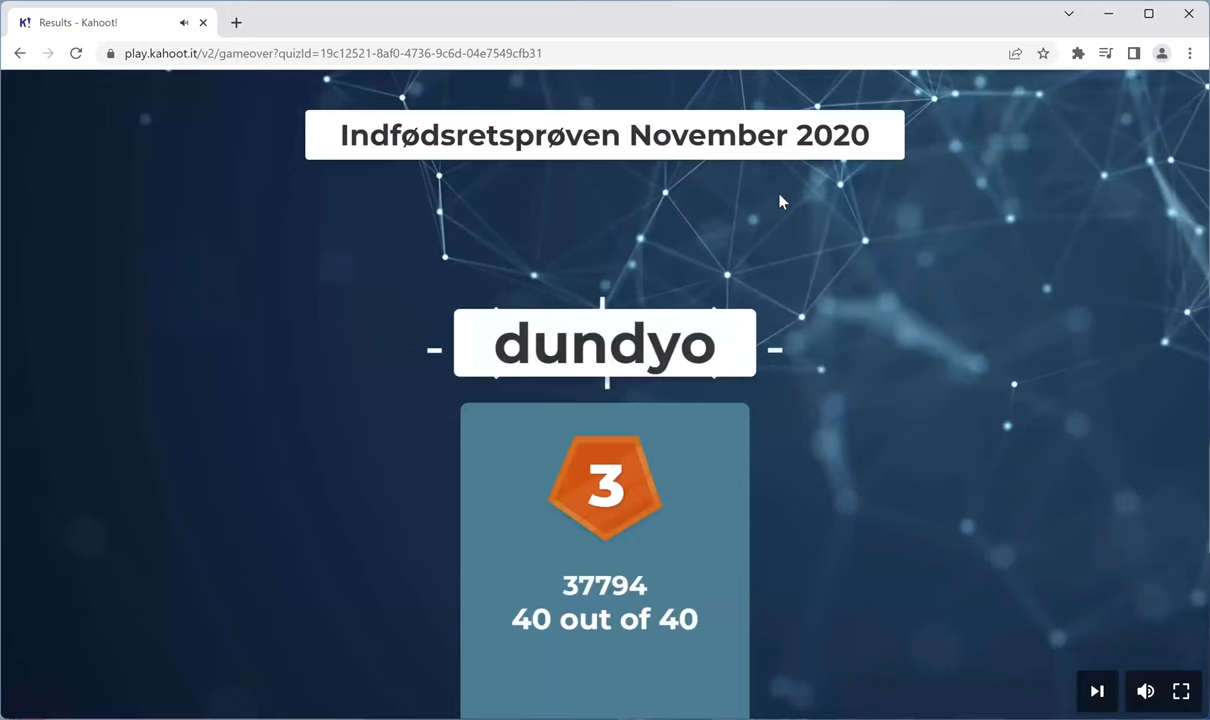 Results - Kahoot!
play.kahoot.it/v2/gameover?quizId=19c12521-8af0-4736-9c6d-04e7549cfb31
Indfødsretsprøven November 2020
dundyo
3
37794
40 out of 40